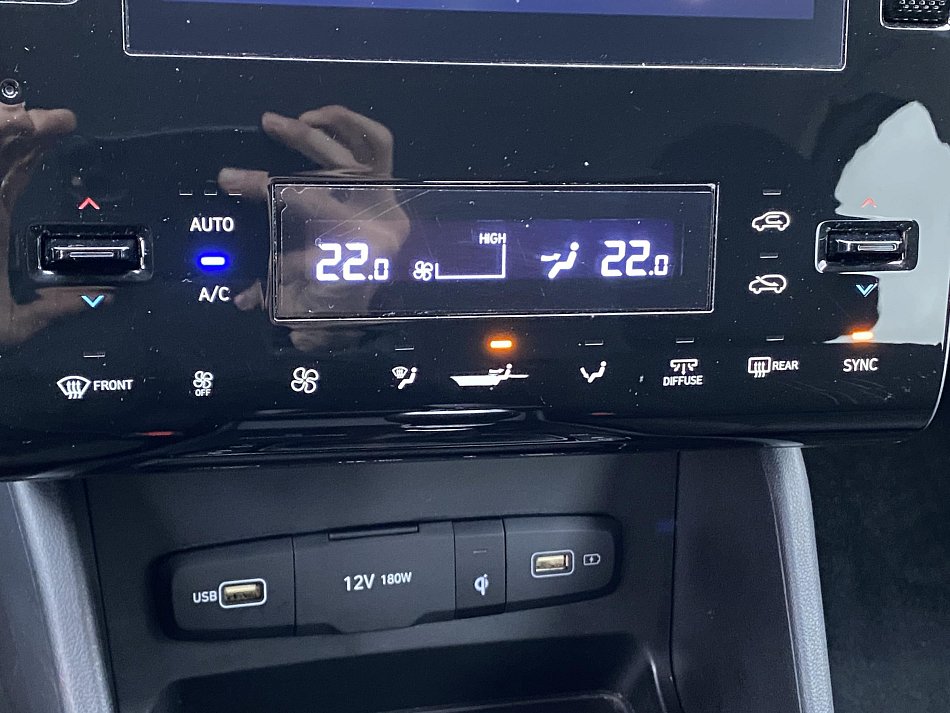 AUTO
HIGH
22.0
22.0
A/C
FRONT
OFF
DIFFUSE
REAR
SYNC
USB
12V 180W